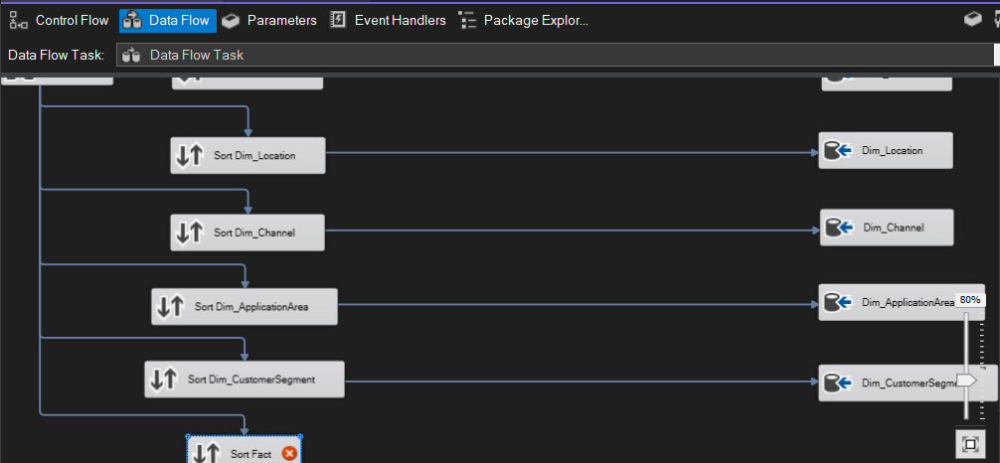 Control Flow Data Flow Parameters Event Handlers Package Explor...
Data Flow Task: Data Flow Task
Sort Dim_Location Dim_Location
Sort Dim_Channel Dim_Channel
Sort Dim_ApplicationArea Dim_ApplicationArea
80%
Sort Dim_CustomerSegment Dim_CustomerSegme
Sort Fact